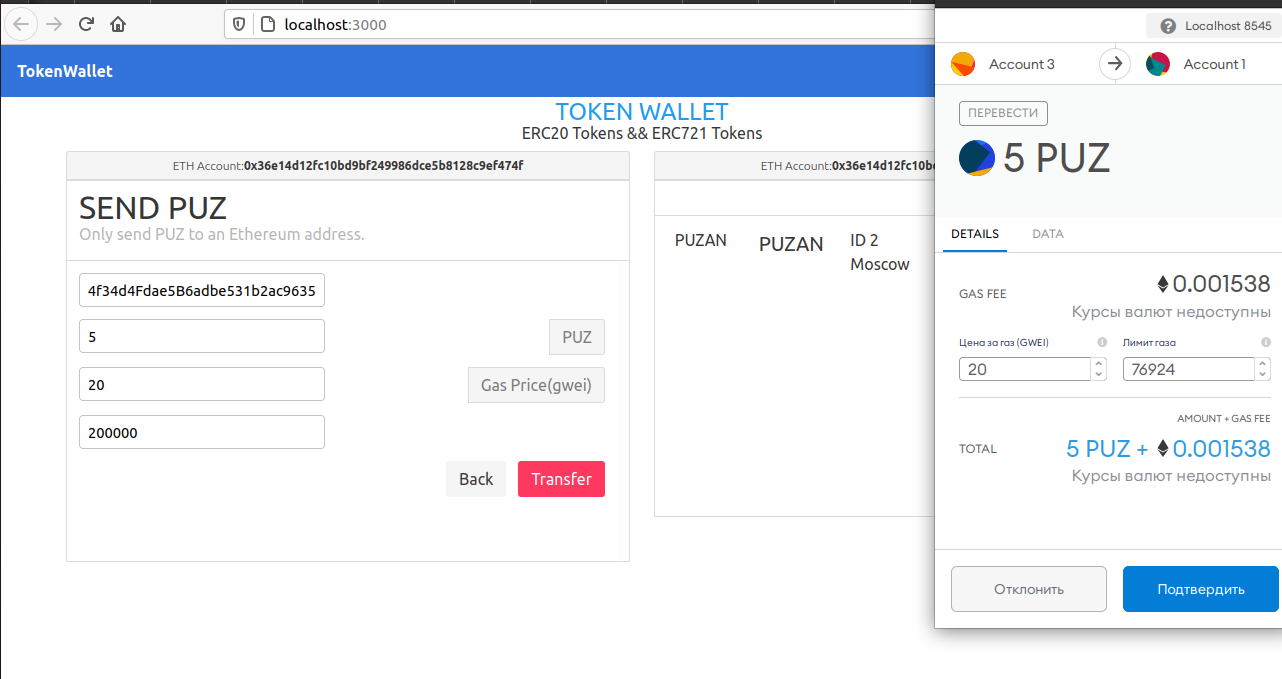 localhost:3000
TokenWallet
TOKEN WALLET
ERC20 Tokens && ERC721 Tokens
ETH Account:0x36e14d12fc10bd9bf249986dce5b8128c9ef474f
SEND PUZ
Only send PUZ to an Ethereum address.
4f34d4Fdae5B6adbe531b2ac9635
5
PUZ
20
Gas Price(gwei)
200000
Back
Transfer
ETH Account:0x36e14d12fc10b
PUZAN
PUZAN
ID 2
Moscow
Localhost 8545
Account 3
Account 1
ПЕРЕВЕСТИ
5 PUZ
DETAILS
DATA
GAS FEE
0.001538
Курсы валют недоступны
Цена за газ (GWEI)
Лимит газа
20
76924
AMOUNT + GAS FEE
TOTAL
5 PUZ + 0.001538
Курсы валют недоступны
Отклонить
Подтвердить